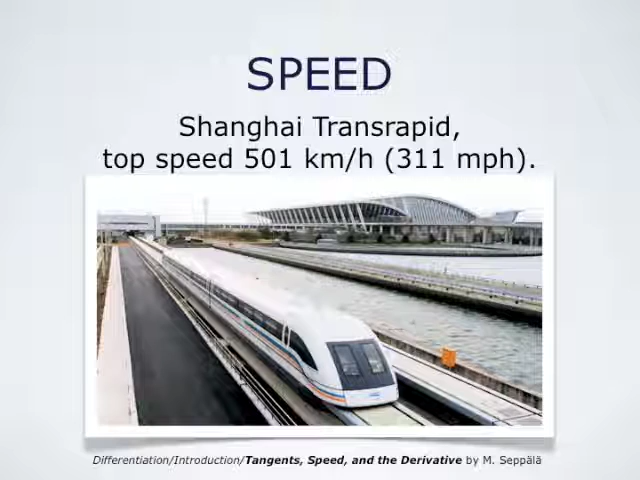 SPEED
Shanghai Transrapid,
top speed 501 km/h (311 mph).
Differentiation/Introduction/Tangents, Speed, and the Derivative by M. Seppälä